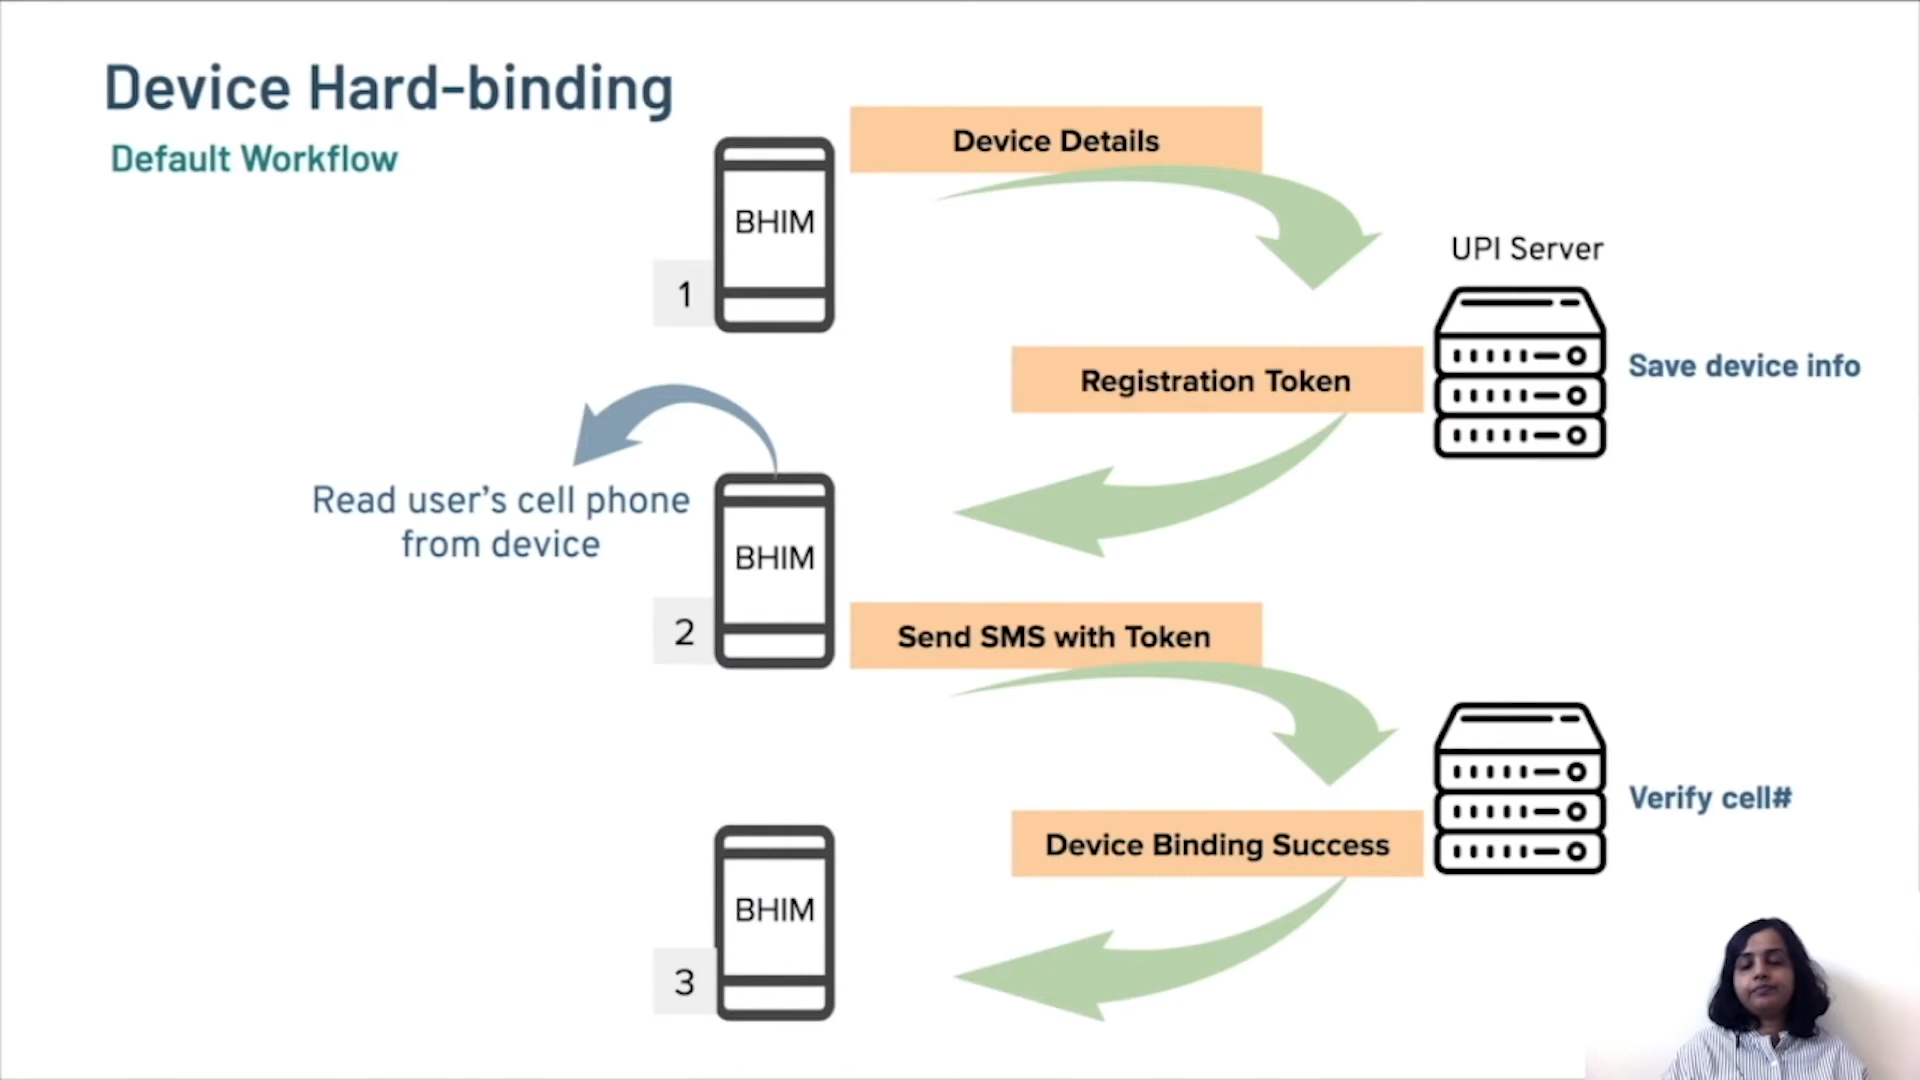 Device Hard-binding
Default Workflow
Device Details
BHIM
1
UPI Server
Save device info
Registration Token
Read user's cell phone
from device
BHIM
2
Send SMS with Token
Verify cell#
Device Binding Success
BHIM
3